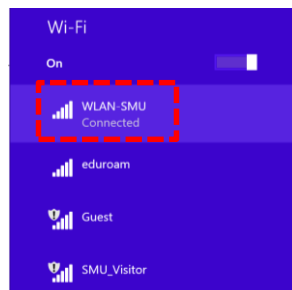 Wi-Fi
On
WLAN-SMU
Connected
eduroam
Guest
SMU_Visitor